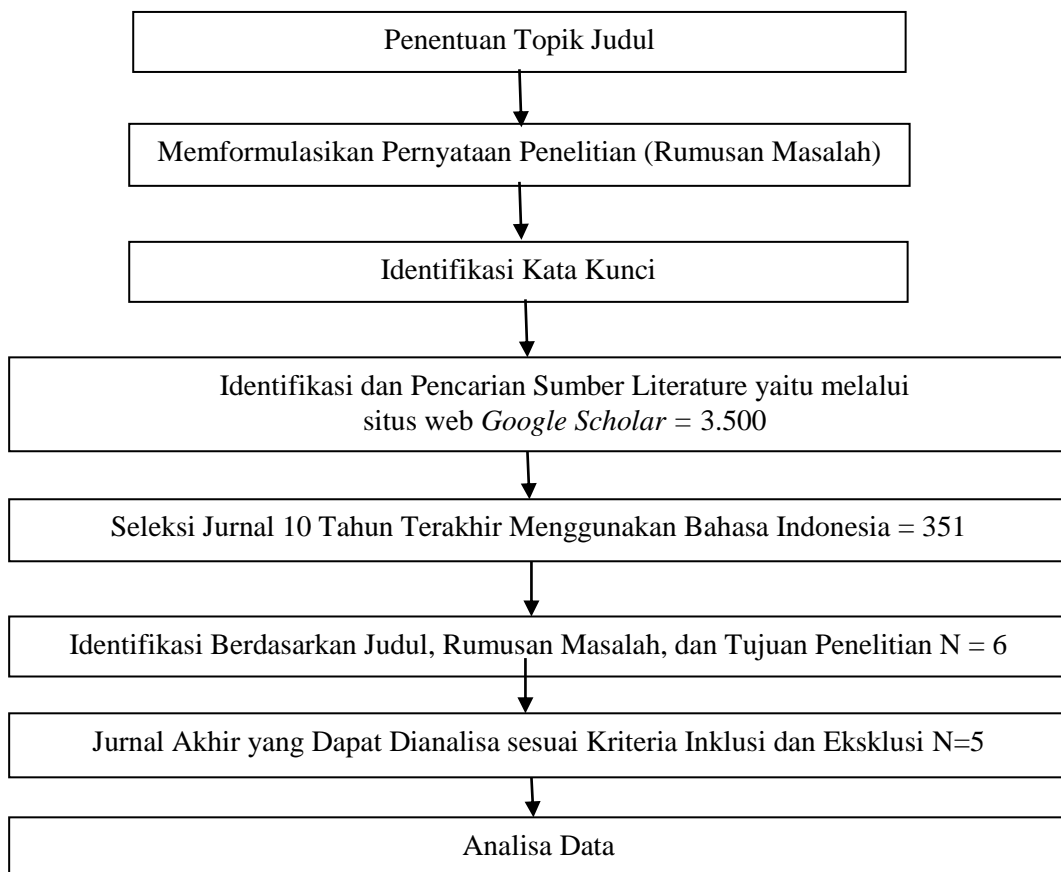 Penentuan Topik Judul
Memformulasikan Pernyataan Penelitian (Rumusan Masalah)
Identifikasi Kata Kunci
Identifikasi dan Pencarian Sumber Literature yaitu melalui
situs web Google Scholar = 3.500
Seleksi Jurnal 10 Tahun Terakhir Menggunakan Bahasa Indonesia = 351
Identifikasi Berdasarkan Judul, Rumusan Masalah, dan Tujuan Penelitian N = 6
Jurnal Akhir yang Dapat Dianalisa sesuai Kriteria Inklusi dan Eksklusi N=5
Analisa Data